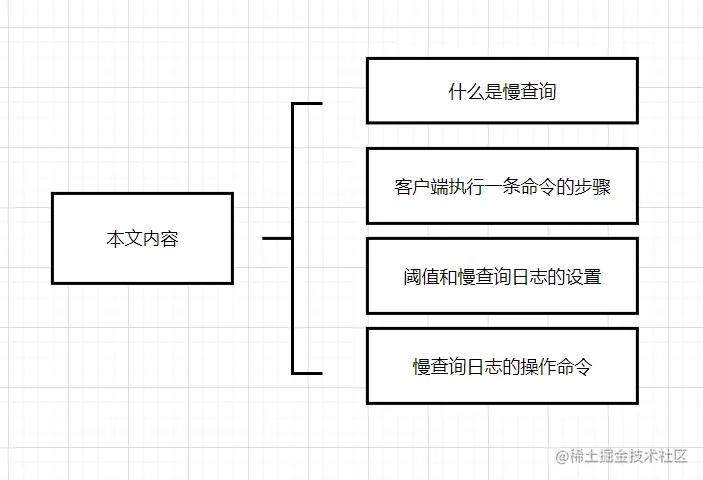 什么是慢查询
客户端执行一条命令的步骤
本文内容
阈值和慢查询日志的设置
慢查询日志的操作命令
@稀土掘金技术社区